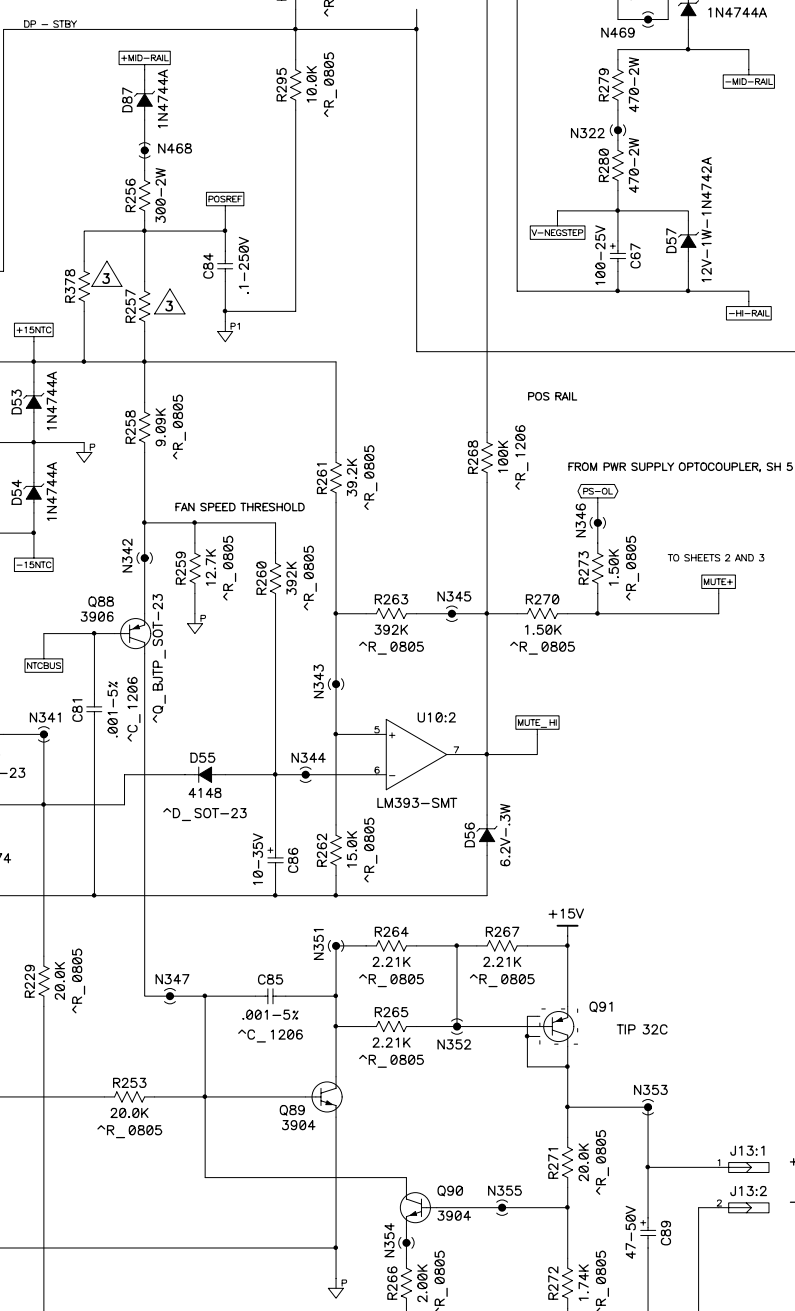 DP - STBY
^R_
1N4744A
N469
+MID-RAIL
D87
1N4744A
R295
10.0K
^R_0805
R279
470-2W
-MID-RAIL
N322
N468
R256
300-2W
R280
470-2W
POSREF
V-NEGSTEP
100-25V
+
C67
D57
12V-1W-1N4742A
C84
.1-250V
R378
3
R257
3
P1
-HI-RAIL
+15NTC
D53
1N4744A
R258
9.09K
^R_0805
POS RAIL
P
D54
1N4744A
R261
39.2K
^R_0805
R268
100K
^R_1206
FROM PWR SUPPLY OPTOCOUPLER, SH 5
PS-OL
N346
FAN SPEED THRESHOLD
-15NTC
N342
R259
12.7K
^R_0805
R260
392K
^R_0805
R273
1.50K
^R_0805
TO SHEETS 2 AND 3
MUTE+
Q88
3906
^Q_BJTP_SOT-23
P
R263
392K
^R_0805
N345
R270
1.50K
^R_0805
NTCBUS
C81
.001-5%
^C_1206
N343
N341
U10:2
MUTE_HI
5
+
6
-
7
LM393-SMT
-23
D55
4148
^D_SOT-23
N344
10-35V
+
C86
R262
15.0K
^R_0805
D56
6.2V-.3W
74
+15V
N351
R264
2.21K
^R_0805
R267
2.21K
^R_0805
R229
20.0K
^R_0805
N347
C85
.001-5%
^C_1206
R265
2.21K
^R_0805
N352
Q91
TIP 32C
R253
20.0K
^R_0805
Q89
3904
N353
R271
20.0K
^R_0805
1
J13:1
+
2
J13:2
-
Q90
3904
N355
47-50V
+
C89
N354
P
R266
2.00K
^R_0805
R272
1.74K
^R_0805